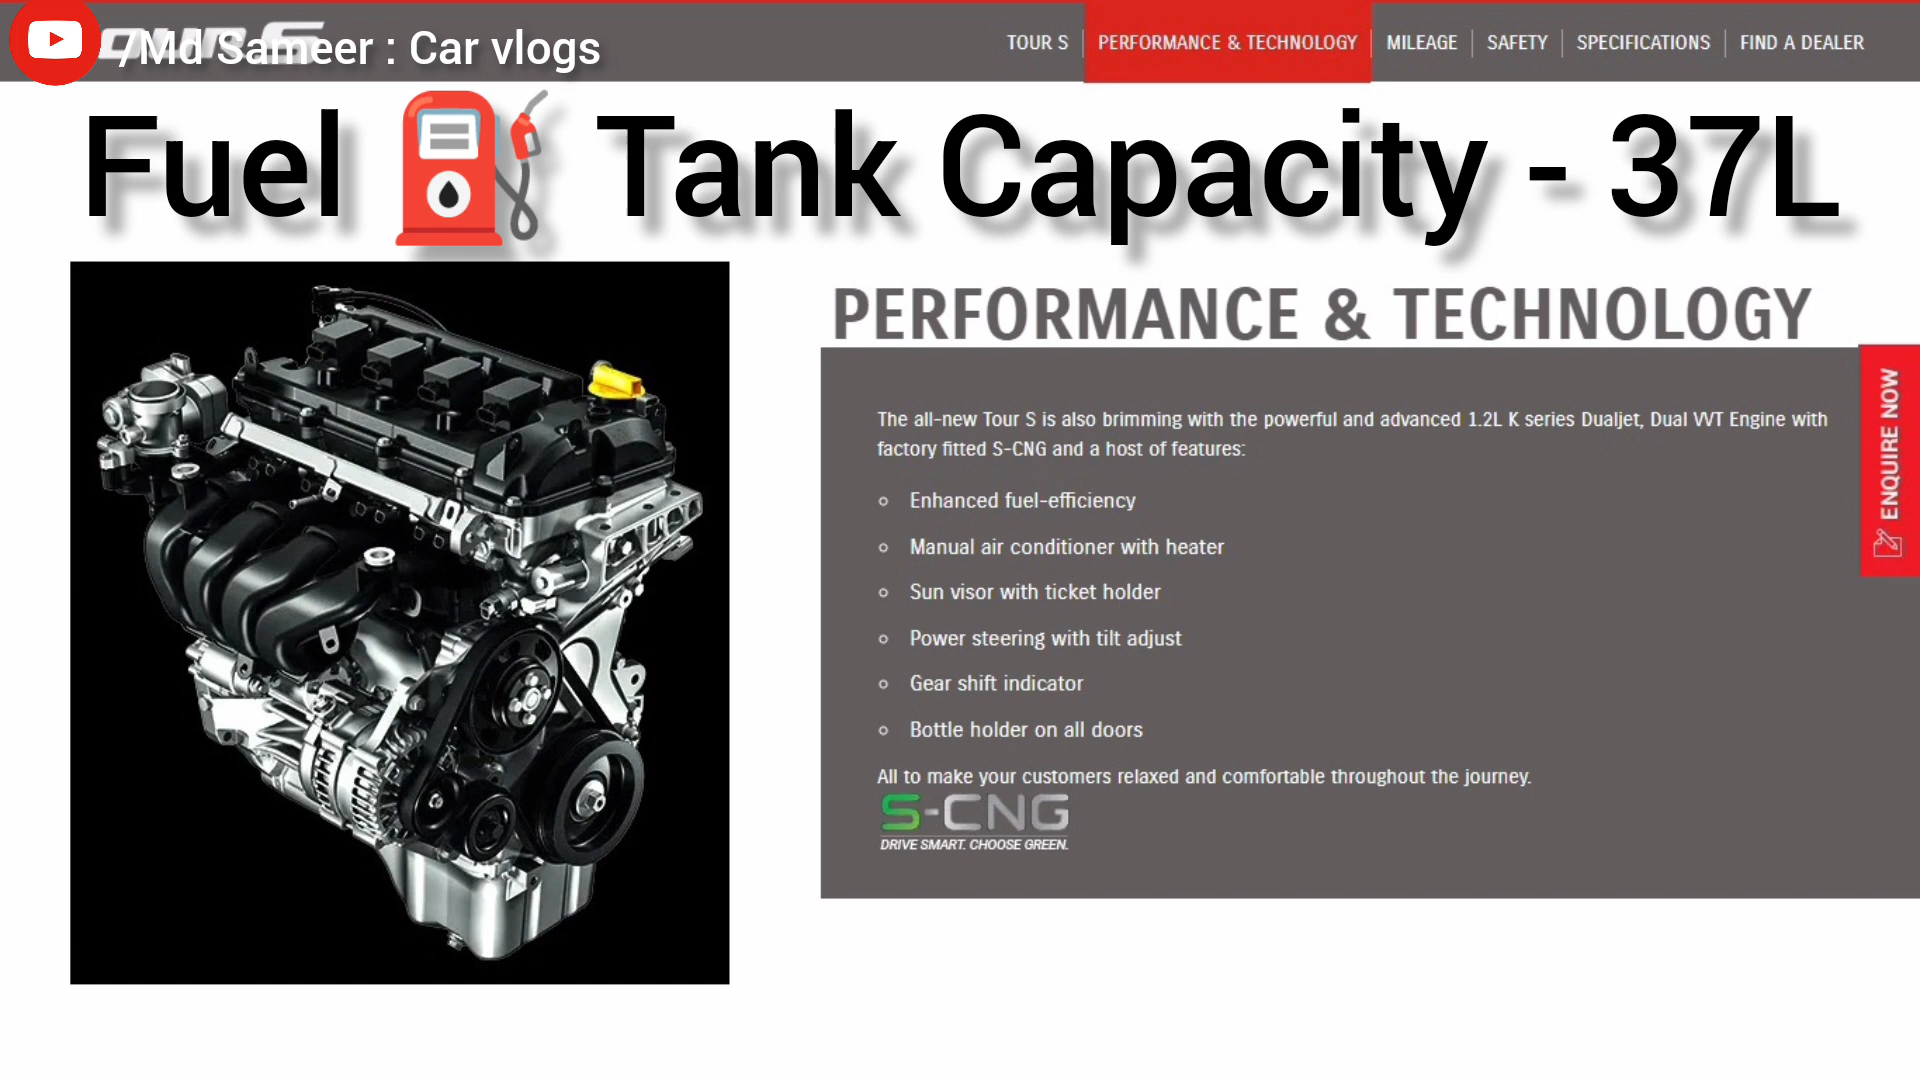 /Md Sameer : Car vlogs
TOUR S
PERFORMANCE & TECHNOLOGY
MILEAGE
SAFETY
SPECIFICATIONS
FIND A DEALER
Fuel ⛽ Tank Capacity - 37L
PERFORMANCE & TECHNOLOGY
The all-new Tour S is also brimming with the powerful and advanced 1.2L K series Dualjet, Dual VVT Engine with
factory fitted S-CNG and a host of features:
Enhanced fuel-efficiency
Manual air conditioner with heater
Sun visor with ticket holder
Power steering with tilt adjust
Gear shift indicator
Bottle holder on all doors
All to make your customers relaxed and comfortable throughout the journey.
S-CNG
DRIVE SMART. CHOOSE GREEN.
ENQUIRE NOW